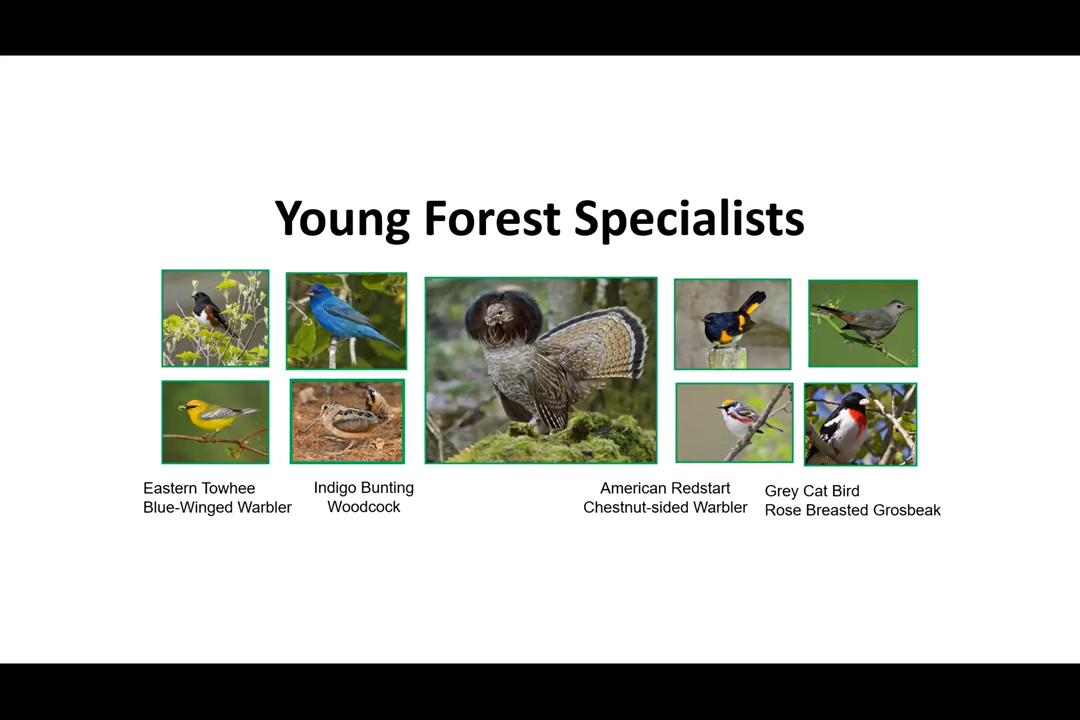 Young Forest Specialists
Eastern Towhee
Blue-Winged Warbler
Indigo Bunting
Woodcock
American Redstart
Chestnut-sided Warbler
Grey Cat Bird
Rose Breasted Grosbeak